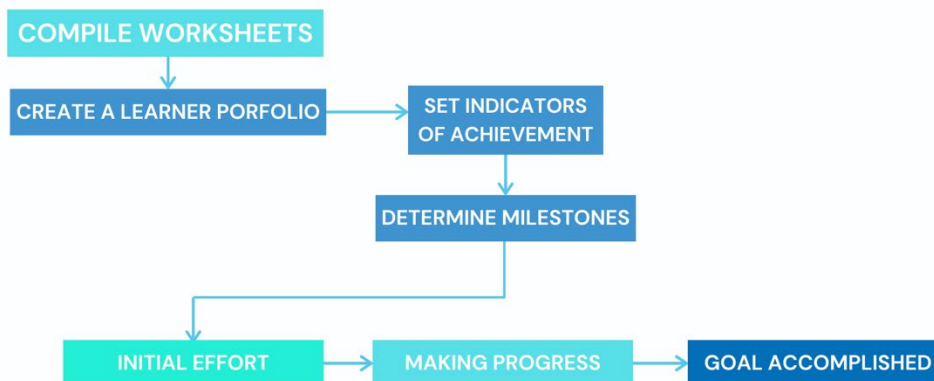 COMPILE WORKSHEETS
CREATE A LEARNER PORFOLIO
SET INDICATORS
OF ACHIEVEMENT
DETERMINE MILESTONES
INITIAL EFFORT
MAKING PROGRESS
GOAL ACCOMPLISHED